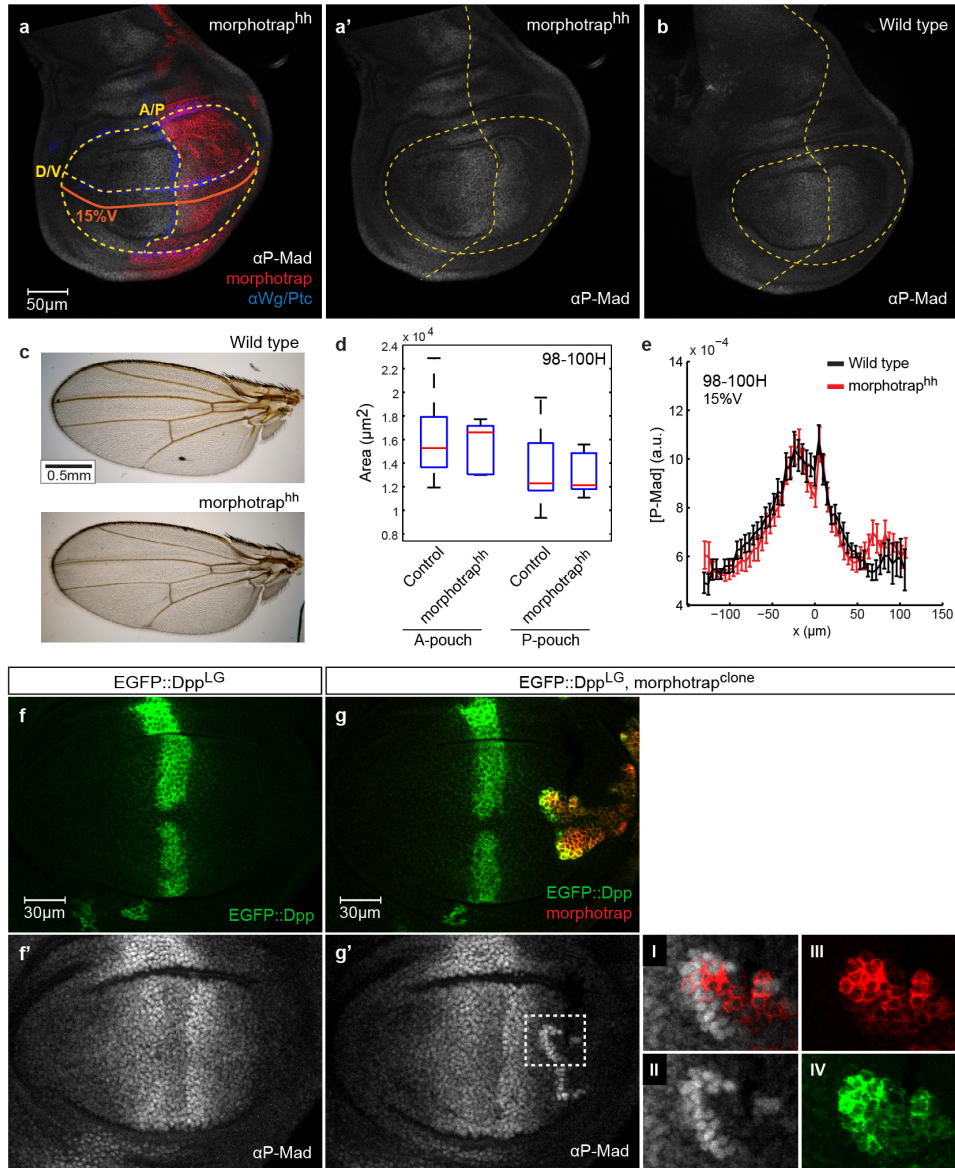 a
morphotrap^hh
A/P
D/V
15%V
50µm
αP-Mad
morphotrap
αWg/Ptc
a'
morphotrap^hh
αP-Mad
b
Wild type
αP-Mad
c
Wild type
0.5mm
morphotrap^hh
d
x 10^4
98-100H
Area (µm2)
2.4
2.2
2.0
1.8
1.6
1.4
1.2
1.0
0.8
Control
morphotrap^hh
Control
morphotrap^hh
A-pouch
P-pouch
e
x 10^-4
98-100H
15%V
Wild type
morphotrap^hh
[P-Mad] (a.u.)
14
12
10
8
6
4
−100
−50
0
50
100
150
x (µm)
EGFP::Dpp^LG
EGFP::Dpp^LG, morphotrap^clone
f
30µm
EGFP::Dpp
g
30µm
EGFP::Dpp
morphotrap
f'
αP-Mad
g'
αP-Mad
I
III
II
IV